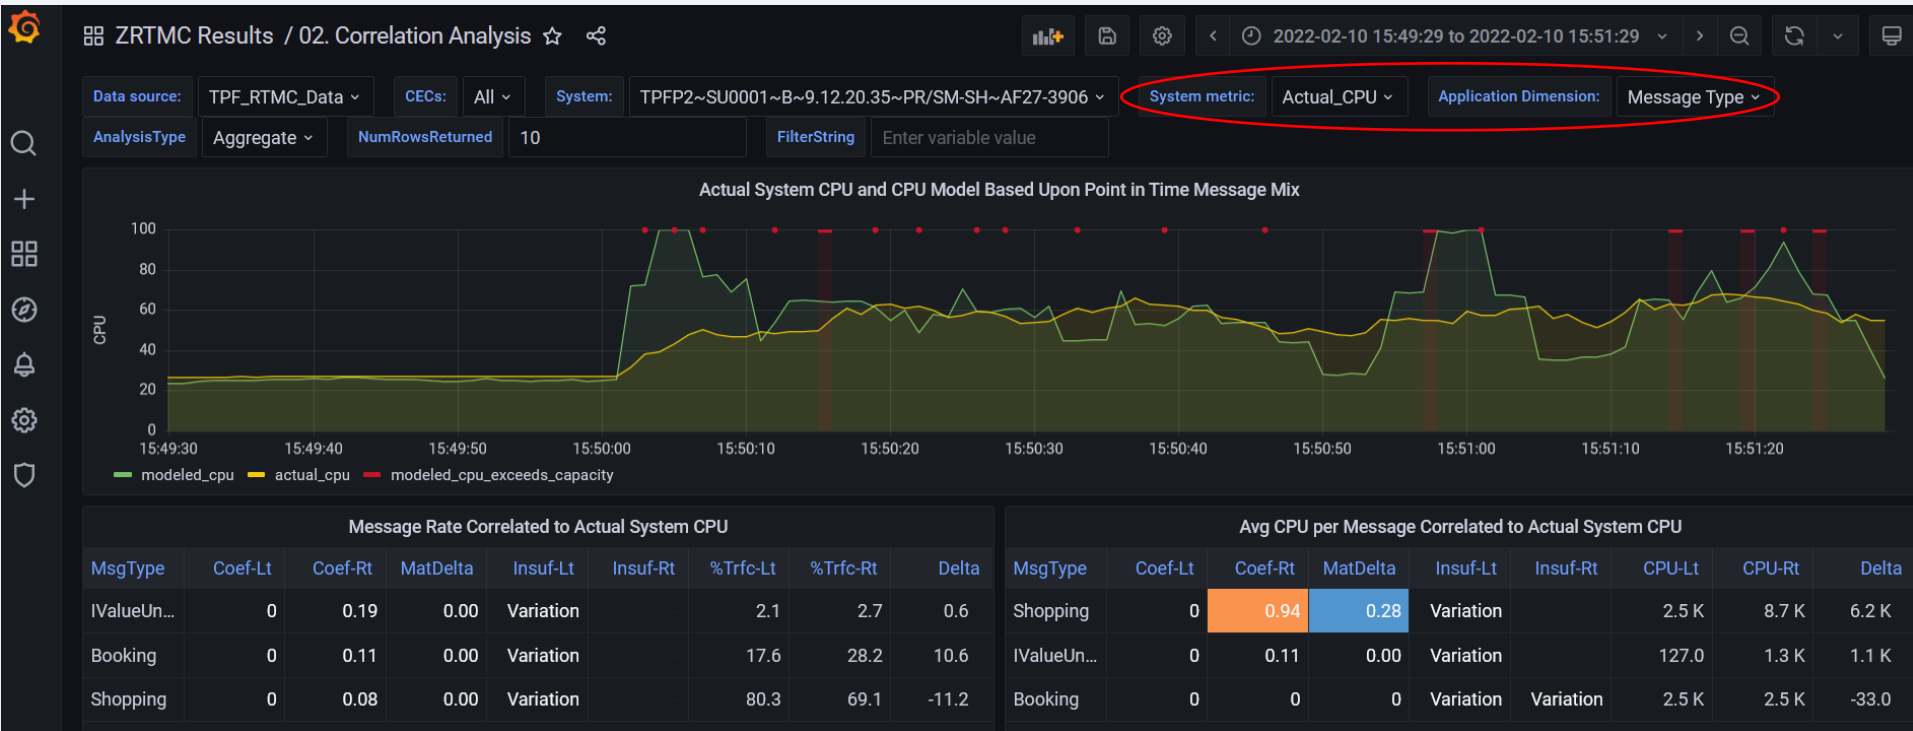 ZRTMC Results / 02. Correlation Analysis 2022-02-10 15:49:29 to 2022-02-10 15:51:29
Data source: TPF_RTMC_Data CECs: All System: TPFP2~SU0001~B~9.12.20.35~PR/SM-SH~AF27-3906 System metric: Actual_CPU Application Dimension: Message Type
AnalysisType Aggregate NumRowsReturned 10 FilterString Enter variable value
Actual System CPU and CPU Model Based Upon Point in Time Message Mix
100
80
60
40
20
0
CPU
15:49:30 15:49:40 15:49:50 15:50:00 15:50:10 15:50:20 15:50:30 15:50:40 15:50:50 15:51:00 15:51:10 15:51:20
modeled_cpu actual_cpu modeled_cpu_exceeds_capacity
Message Rate Correlated to Actual System CPU
MsgType Coef-Lt Coef-Rt MatDelta Insuf-Lt Insuf-Rt %Trfc-Lt %Trfc-Rt Delta
IValueUn... 0 0.19 0.00 Variation 2.1 2.7 0.6
Booking 0 0.11 0.00 Variation 17.6 28.2 10.6
Shopping 0 0.08 0.00 Variation 80.3 69.1 -11.2
Avg CPU per Message Correlated to Actual System CPU
MsgType Coef-Lt Coef-Rt MatDelta Insuf-Lt Insuf-Rt CPU-Lt CPU-Rt Delta
Shopping 0 0.94 0.28 Variation 2.5 K 8.7 K 6.2 K
IValueUn... 0 0.11 0.00 Variation 127.0 1.3 K 1.1 K
Booking 0 0 0 Variation Variation 2.5 K 2.5 K -33.0